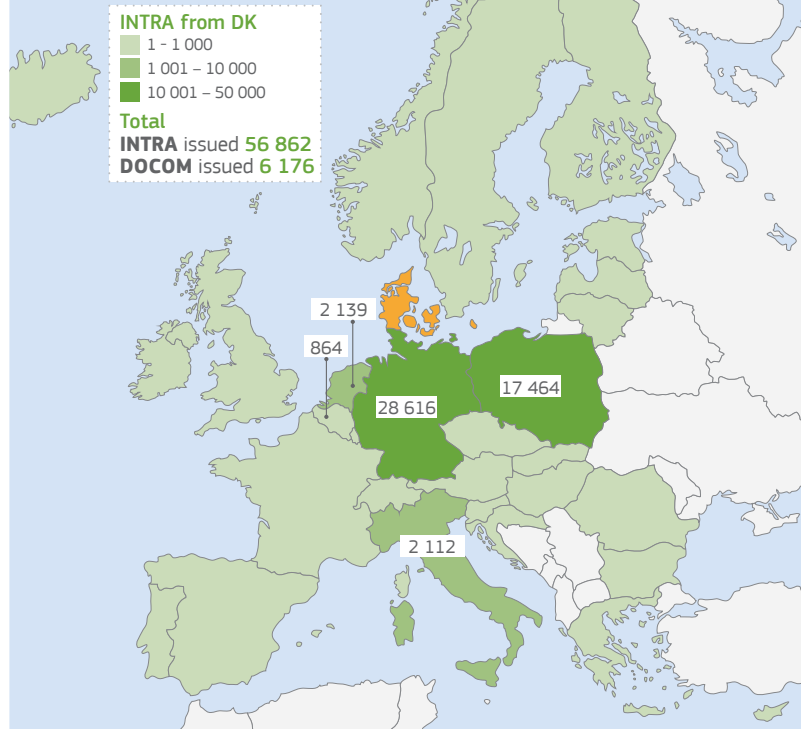 INTRA from DK
1 - 1 000
1 001 – 10 000
10 001 – 50 000
Total
INTRA issued 56 862
DOCOM issued 6 176
2 139
864
17 464
28 616
2 112